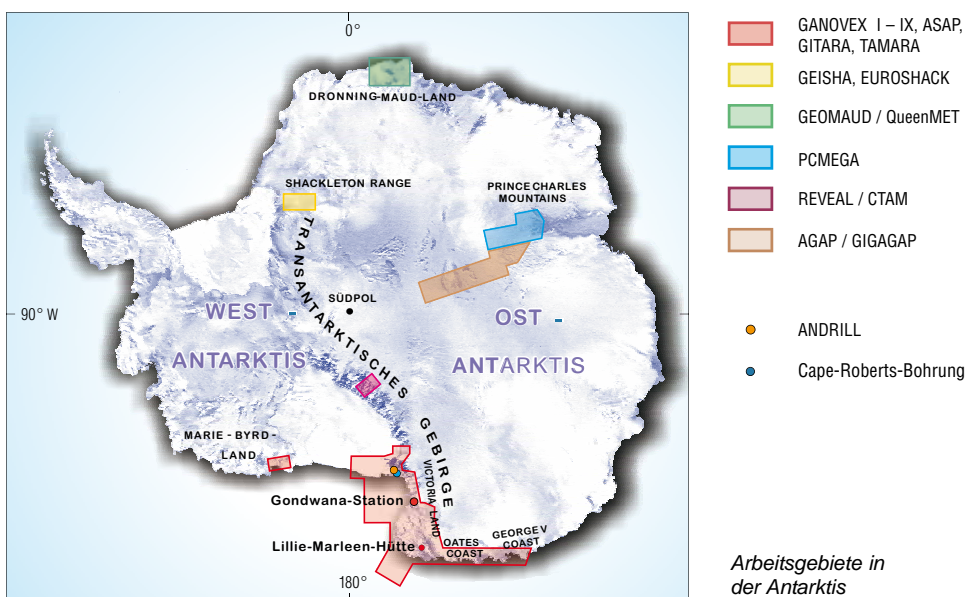 0°
DRONNING-MAUD-LAND
SHACKLETON RANGE
PRINCE CHARLES
MOUNTAINS
TRANSANTARKTISCHES GEBIRGE
SÜDPOL
90° W
WEST -
ANTARKTIS
OST -
ANTARKTIS
MARIE - BYRD -
LAND
VICTORIA LAND
Gondwana-Station
Lillie-Marleen-Hütte
OATES
COAST
GEORGE V
COAST
180°
GANOVEX I – IX, ASAP,
GITARA, TAMARA
GEISHA, EUROSHACK
GEOMAUD / QueenMET
PCMEGA
REVEAL / CTAM
AGAP / GIGAGAP
ANDRILL
Cape-Roberts-Bohrung
Arbeitsgebiete in
der Antarktis